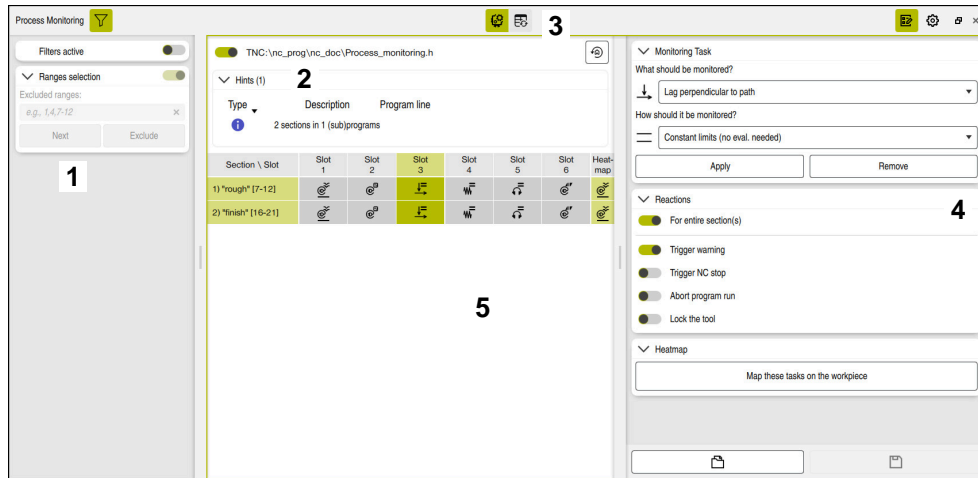 Process Monitoring
3
Filters active
Ranges selection
Excluded ranges:
e.g., 1,4,7-12
Next Exclude
1
TNC:\nc_prog\nc_doc\Process_monitoring.h
Hints (1) 2
Type Description Program line
2 sections in 1 (sub)programs
Section \ Slot Slot 1 Slot 2 Slot 3 Slot 4 Slot 5 Slot 6 Heat-map
1) "rough" [7-12]
2) "finish" [16-21]
5
Monitoring Task
What should be monitored?
Lag perpendicular to path
How should it be monitored?
Constant limits (no eval. needed)
Apply Remove
Reactions
For entire section(s) 4
Trigger warning
Trigger NC stop
Abort program run
Lock the tool
Heatmap
Map these tasks on the workpiece